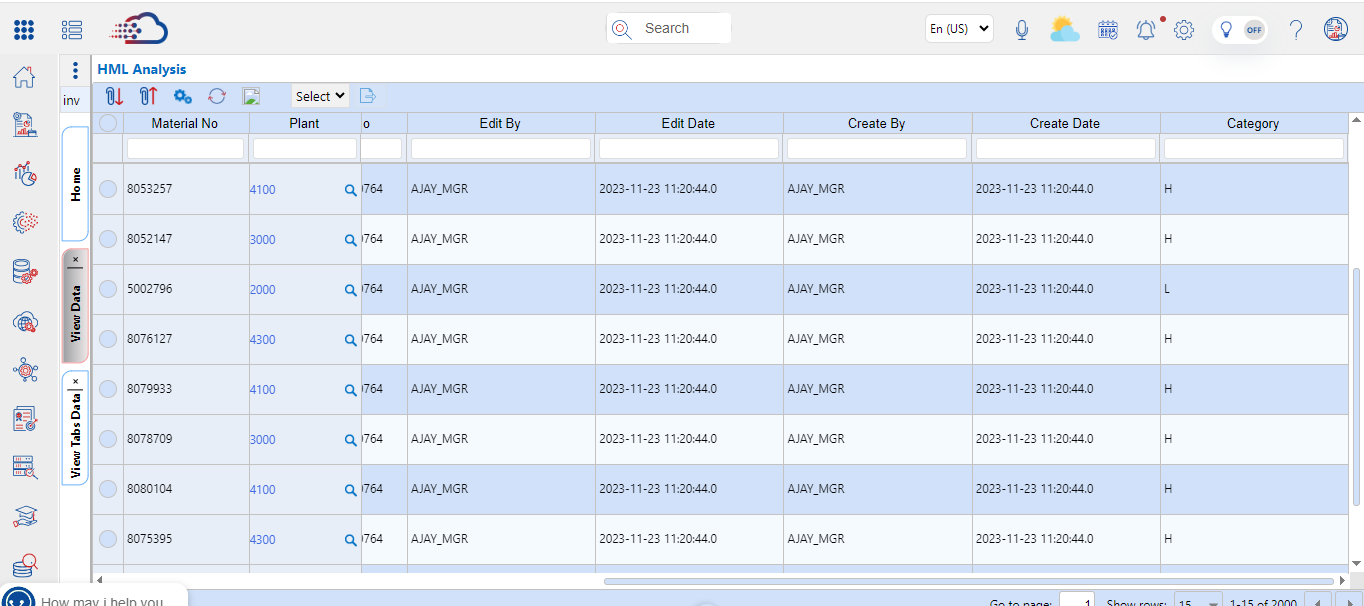 Search
En (US)
OFF
HML Analysis
inv
Select
Home
× View Data
× View Tabs Data
Material No Plant o Edit By Edit Date Create By Create Date Category
8053257 4100 0764 AJAY_MGR 2023-11-23 11:20:44.0 AJAY_MGR 2023-11-23 11:20:44.0 H
8052147 3000 0764 AJAY_MGR 2023-11-23 11:20:44.0 AJAY_MGR 2023-11-23 11:20:44.0 H
5002796 2000 0764 AJAY_MGR 2023-11-23 11:20:44.0 AJAY_MGR 2023-11-23 11:20:44.0 L
8076127 4300 0764 AJAY_MGR 2023-11-23 11:20:44.0 AJAY_MGR 2023-11-23 11:20:44.0 H
8079933 4100 0764 AJAY_MGR 2023-11-23 11:20:44.0 AJAY_MGR 2023-11-23 11:20:44.0 H
8078709 3000 0764 AJAY_MGR 2023-11-23 11:20:44.0 AJAY_MGR 2023-11-23 11:20:44.0 H
8080104 4100 0764 AJAY_MGR 2023-11-23 11:20:44.0 AJAY_MGR 2023-11-23 11:20:44.0 H
8075395 4300 0764 AJAY_MGR 2023-11-23 11:20:44.0 AJAY_MGR 2023-11-23 11:20:44.0 H
How may i help you
Go to page: 1 Show rows: 15 1-15 of 2000